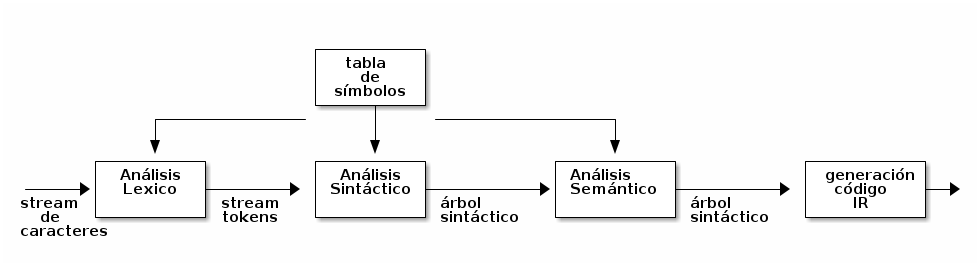 tabla
de
símbolos
Análisis
Lexico
Análisis
Sintáctico
Análisis
Semántico
generación
código
IR
stream
de
caracteres
stream
tokens
árbol
sintáctico
árbol
sintáctico